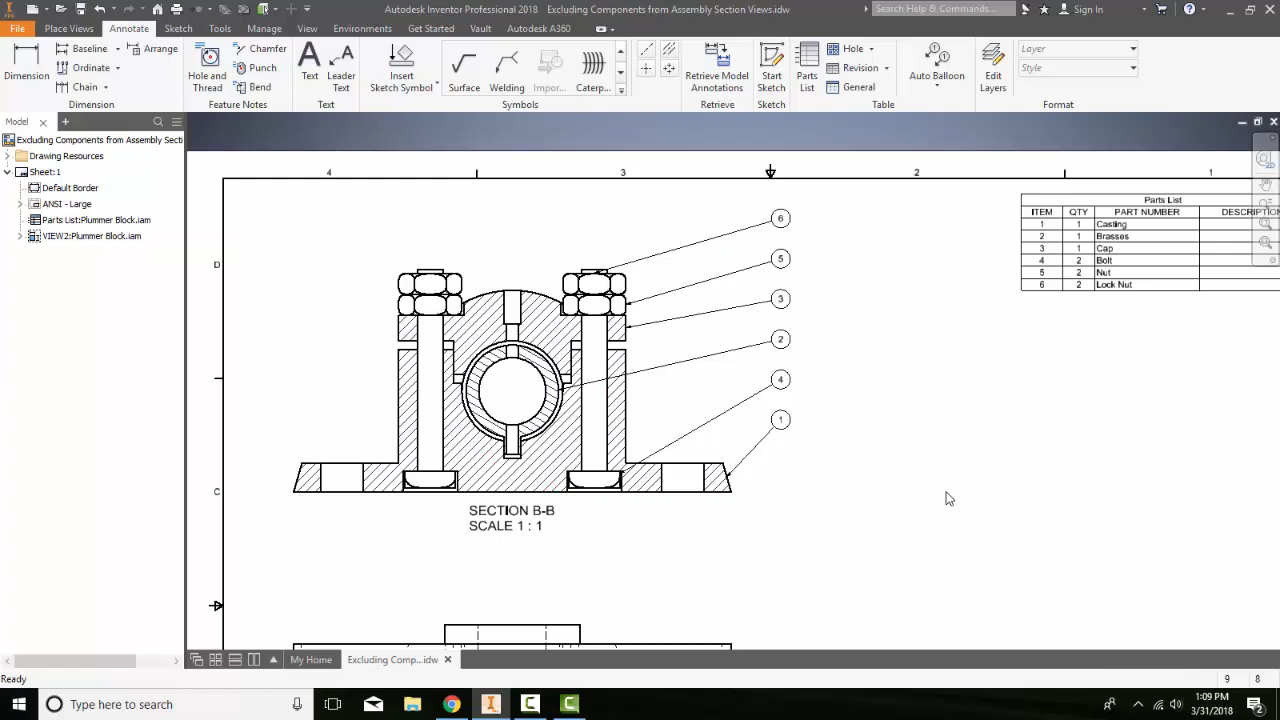 PRO
Autodesk Inventor Professional 2018 Excluding Components from Assembly Section Views.idw
Search Help & Commands...
Sign In
File Place Views Annotate Sketch Tools Manage View Environments Get Started Vault Autodesk A360
Dimension
Baseline
Ordinate
Chain
Arrange
Dimension
Hole and
Thread
Chamfer
Punch
Bend
Feature Notes
Text
Leader
Text
Text
Insert
Sketch Symbol
Surface
Welding
Impor...
Caterp...
Symbols
Retrieve Model
Annotations
Retrieve
Start
Sketch
Sketch
Parts
List
Hole
Revision
General
Auto Balloon
Table
Edit
Layers
Layer
Style
Format
Model
Excluding Components from Assembly Secti
Drawing Resources
Sheet:1
Default Border
ANSI - Large
Parts List:Plummer Block.iam
VIEW2:Plummer Block.iam
4 3 2 1
D
C
6
5
3
2
4
1
SECTION B-B
SCALE 1 : 1
Parts List
ITEM QTY PART NUMBER DESCRIPTION
1 1 Casting
2 1 Brasses
3 1 Cap
4 2 Bolt
5 2 Nut
6 2 Lock Nut
My Home
Excluding Comp...idw
Ready
9 8
Type here to search
1:09 PM
3/31/2018
2